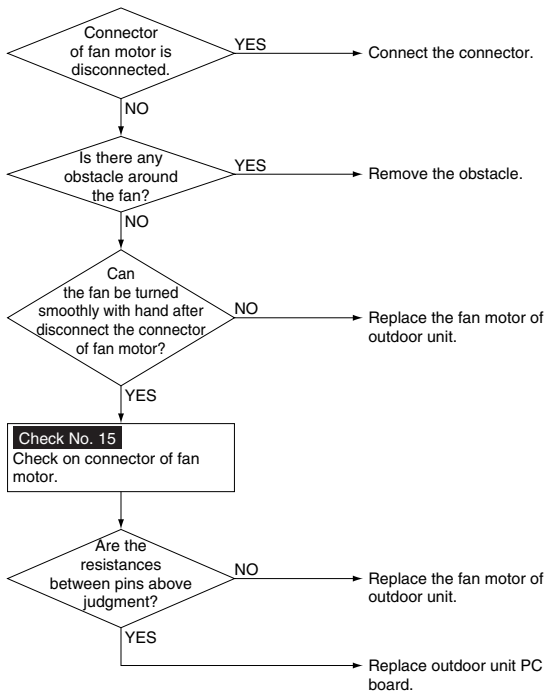 Connector
of fan motor is
disconnected.
YES
Connect the connector.
NO
Is there any
obstacle around
the fan?
YES
Remove the obstacle.
NO
Can
the fan be turned
smoothly with hand after
disconnect the connector
of fan motor?
NO
Replace the fan motor of
outdoor unit.
YES
Check No. 15
Check on connector of fan
motor.
Are the
resistances
between pins above
judgment?
NO
Replace the fan motor of
outdoor unit.
YES
Replace outdoor unit PC
board.